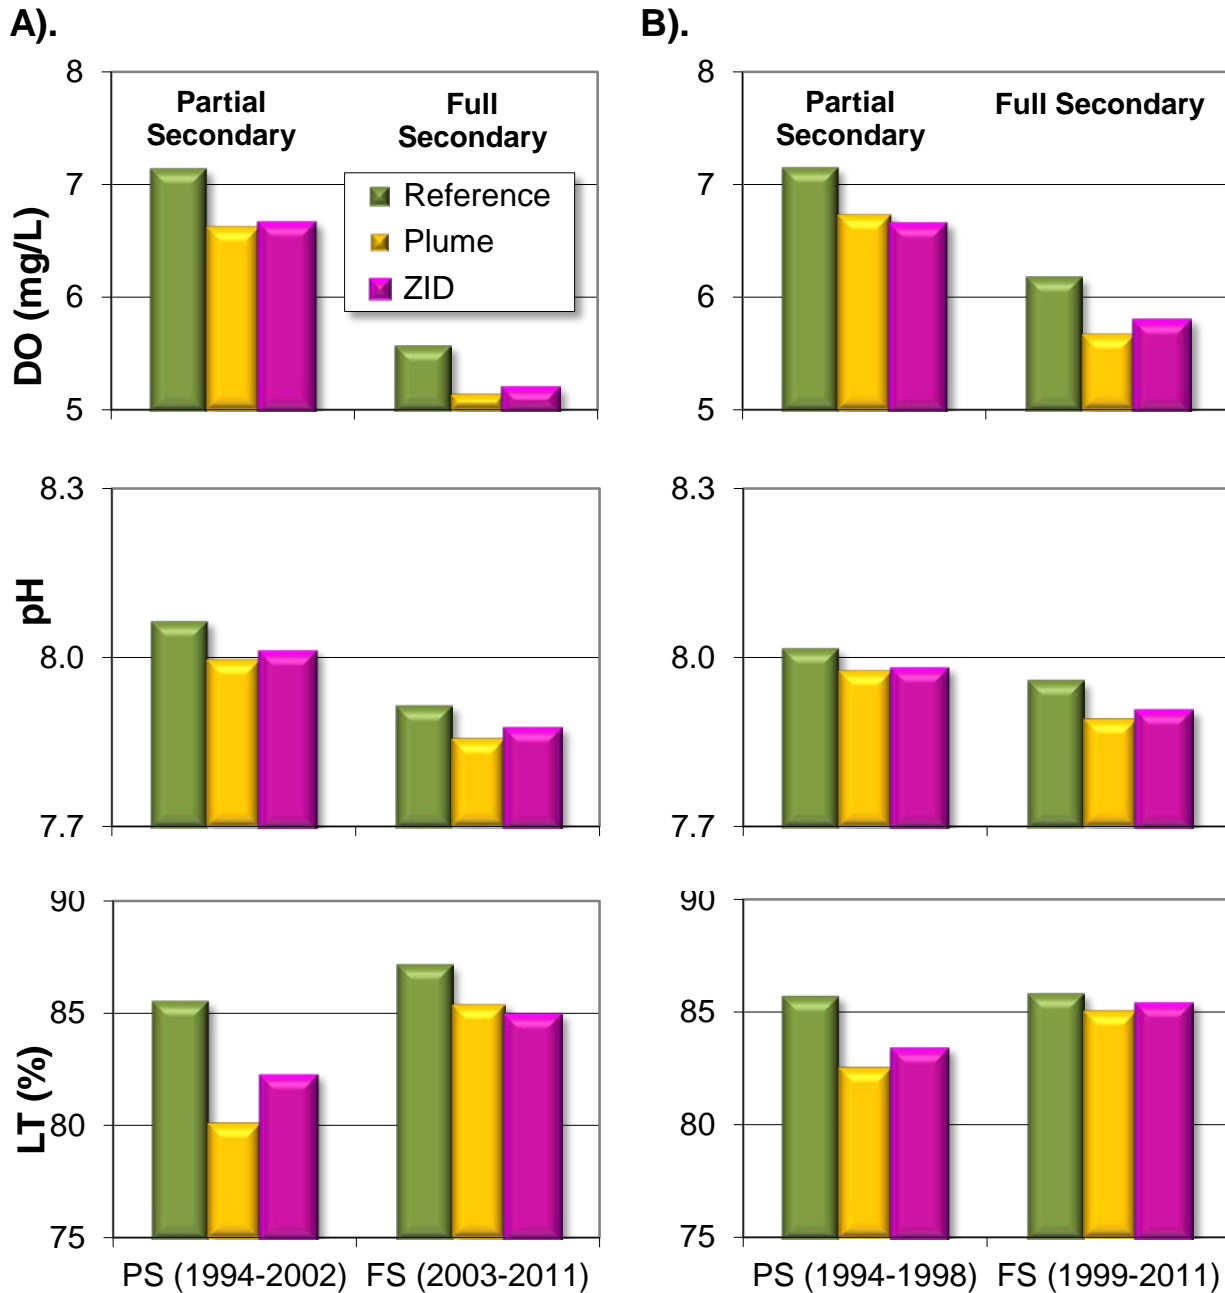 A).
B).
8
7
6
5
DO (mg/L)
Partial
Secondary
Full
Secondary
Reference
Plume
ZID
8
7
6
5
Partial
Secondary
Full Secondary
8.3
8.0
7.7
pH
8.3
8.0
7.7
90
85
80
75
LT (%)
PS (1994-2002)
FS (2003-2011)
90
85
80
75
PS (1994-1998)
FS (1999-2011)